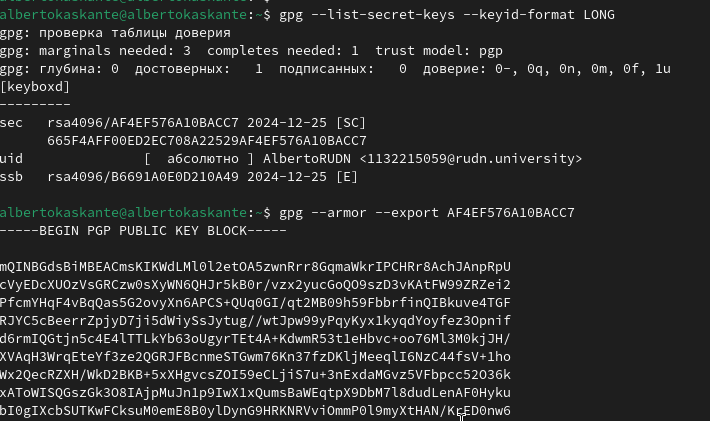 albertokaskante@albertokaskante:~$ gpg --list-secret-keys --keyid-format LONG
gpg: проверка таблицы доверия
gpg: marginals needed: 3  completes needed: 1  trust model: pgp
gpg: глубина: 0  достоверных:   1  подписанных:   0  доверие: 0-, 0q, 0n, 0m, 0f, 1u
[keyboxd]
---------
sec   rsa4096/AF4EF576A10BACC7 2024-12-25 [SC]
      665F4AFF00ED2EC708A22529AF4EF576A10BACC7
uid              [  абсолютно ] AlbertoRUDN <1132215059@rudn.university>
ssb   rsa4096/B6691A0E0D210A49 2024-12-25 [E]
albertokaskante@albertokaskante:~$ gpg --armor --export AF4EF576A10BACC7
-----BEGIN PGP PUBLIC KEY BLOCK-----
mQINBGdsBiMBEACmsKIKWdLMl0l2etOA5zwnRrr8GqmaWkrIPCHRr8AchJAnpRpU
cVyEDcXUOzVsGRCzw0sXyWN6QHJr5kB0r/vzx2yucGoQO9szD3vKAtFW99ZRZei2
PfcmYHqF4vBqQas5G2ovyXn6APCS+QUq0GI/qt2MB09h59FbbrfinQIBkuve4TGF
RJYC5cBeerrZpjyD7ji5dWiySsJytug//wtJpw99yPqyKyx1kyqdYoyfez3Opnif
d6rmIQGtjn5c4E4lTTLkYb63oUgyrTEt4A+KdwmR53t1eHbvc+oo76Ml3M0kjJH/
XVAqH3WrqEteYf3ze2QGRJFBcnmeSTGwm76Kn37fzDKljMeeqlI6NzC44fsV+1ho
Wx2QecRZXH/WkD2BKB+5xXHgvcsZOI59eCLjiS7u+3nExdaMGvz5VFbpcc52O36k
xAToWISQGszGk3O8IAjpMuJn1p9IwX1xQumsBaWEqtpX9DbM7l8dudLenAF0Hyku
bI0gIXcbSUTKwFCksuM0emE8B0ylDynG9HRKNRVviOmmP0l9myXtHAN/KrED0nw6